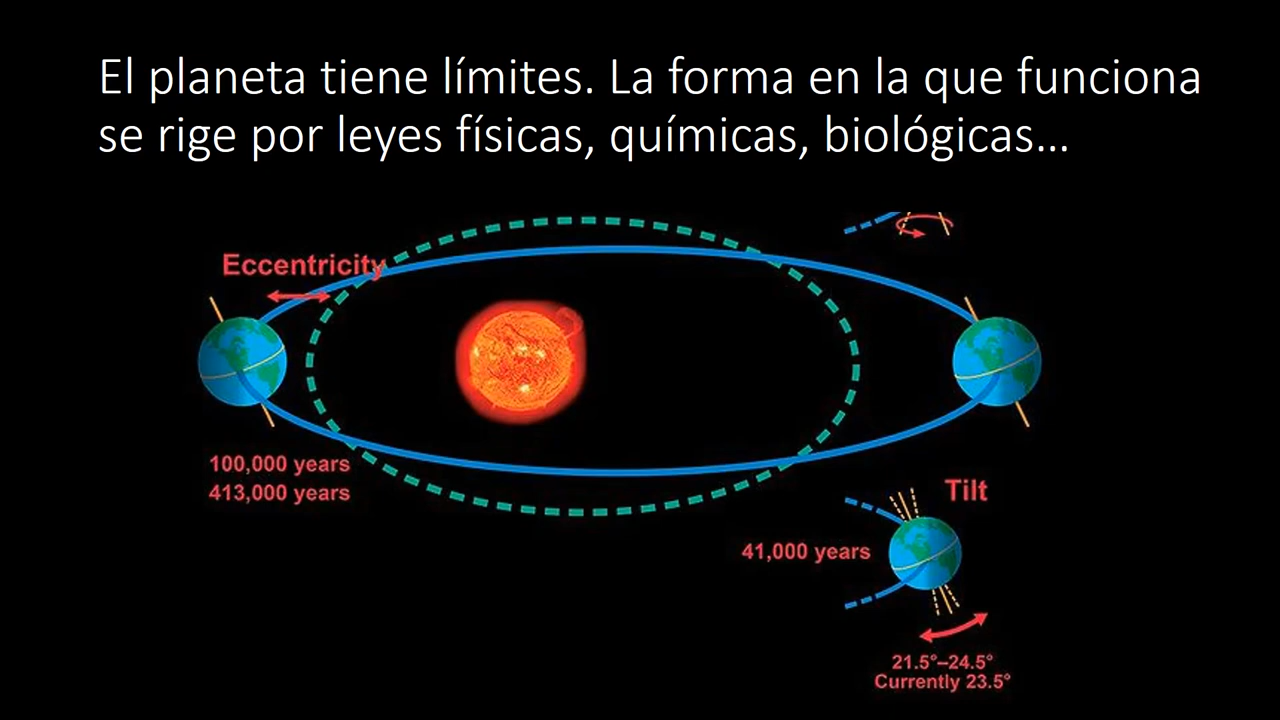 El planeta tiene límites. La forma en la que funciona
se rige por leyes físicas, químicas, biológicas…
Eccentricity
100,000 years
413,000 years
Tilt
41,000 years
21.5°–24.5°
Currently 23.5°